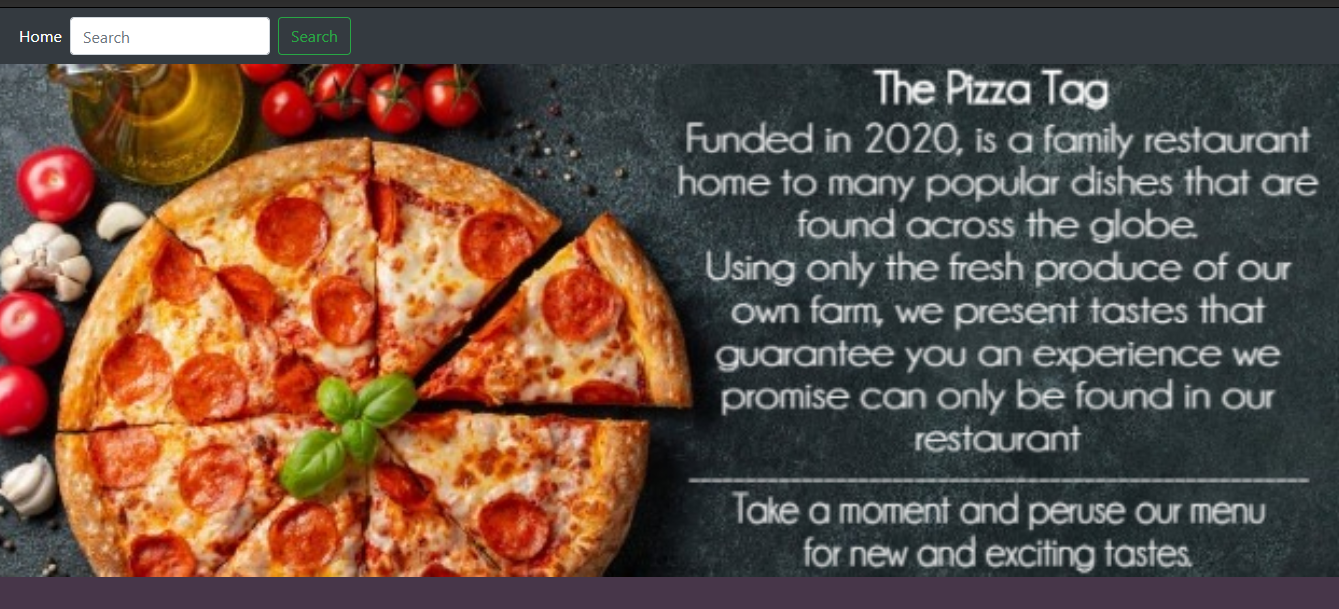 Home Search Search
The Pizza Tag
Funded in 2020, is a family restaurant
home to many popular dishes that are
found across the globe.
Using only the fresh produce of our
own farm, we present tastes that
guarantee you an experience we
promise can only be found in our
restaurant
Take a moment and peruse our menu
for new and exciting tastes.